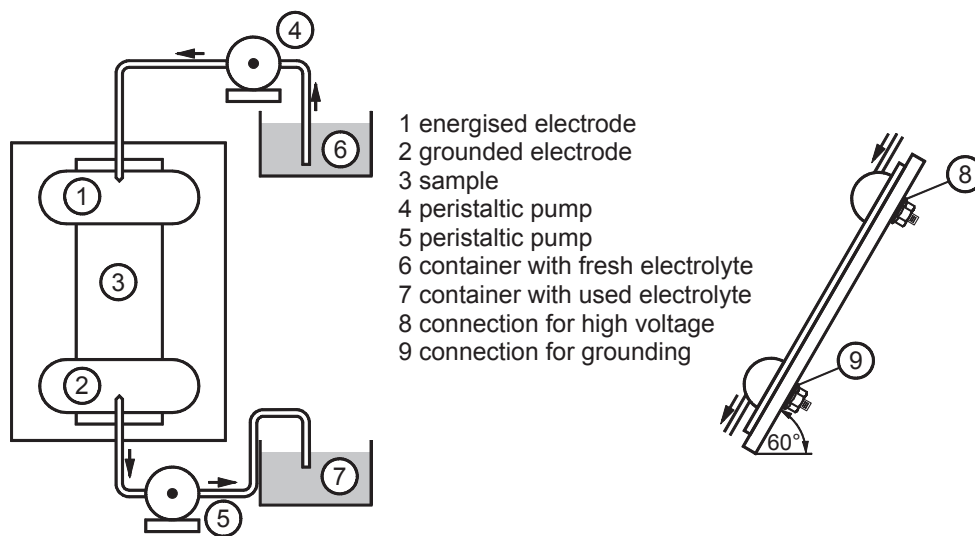 4
6
1 energised electrode
2 grounded electrode
3 sample
4 peristaltic pump
5 peristaltic pump
6 container with fresh electrolyte
7 container with used electrolyte
8 connection for high voltage
9 connection for grounding
1
3
2
7
5
8
9
60°